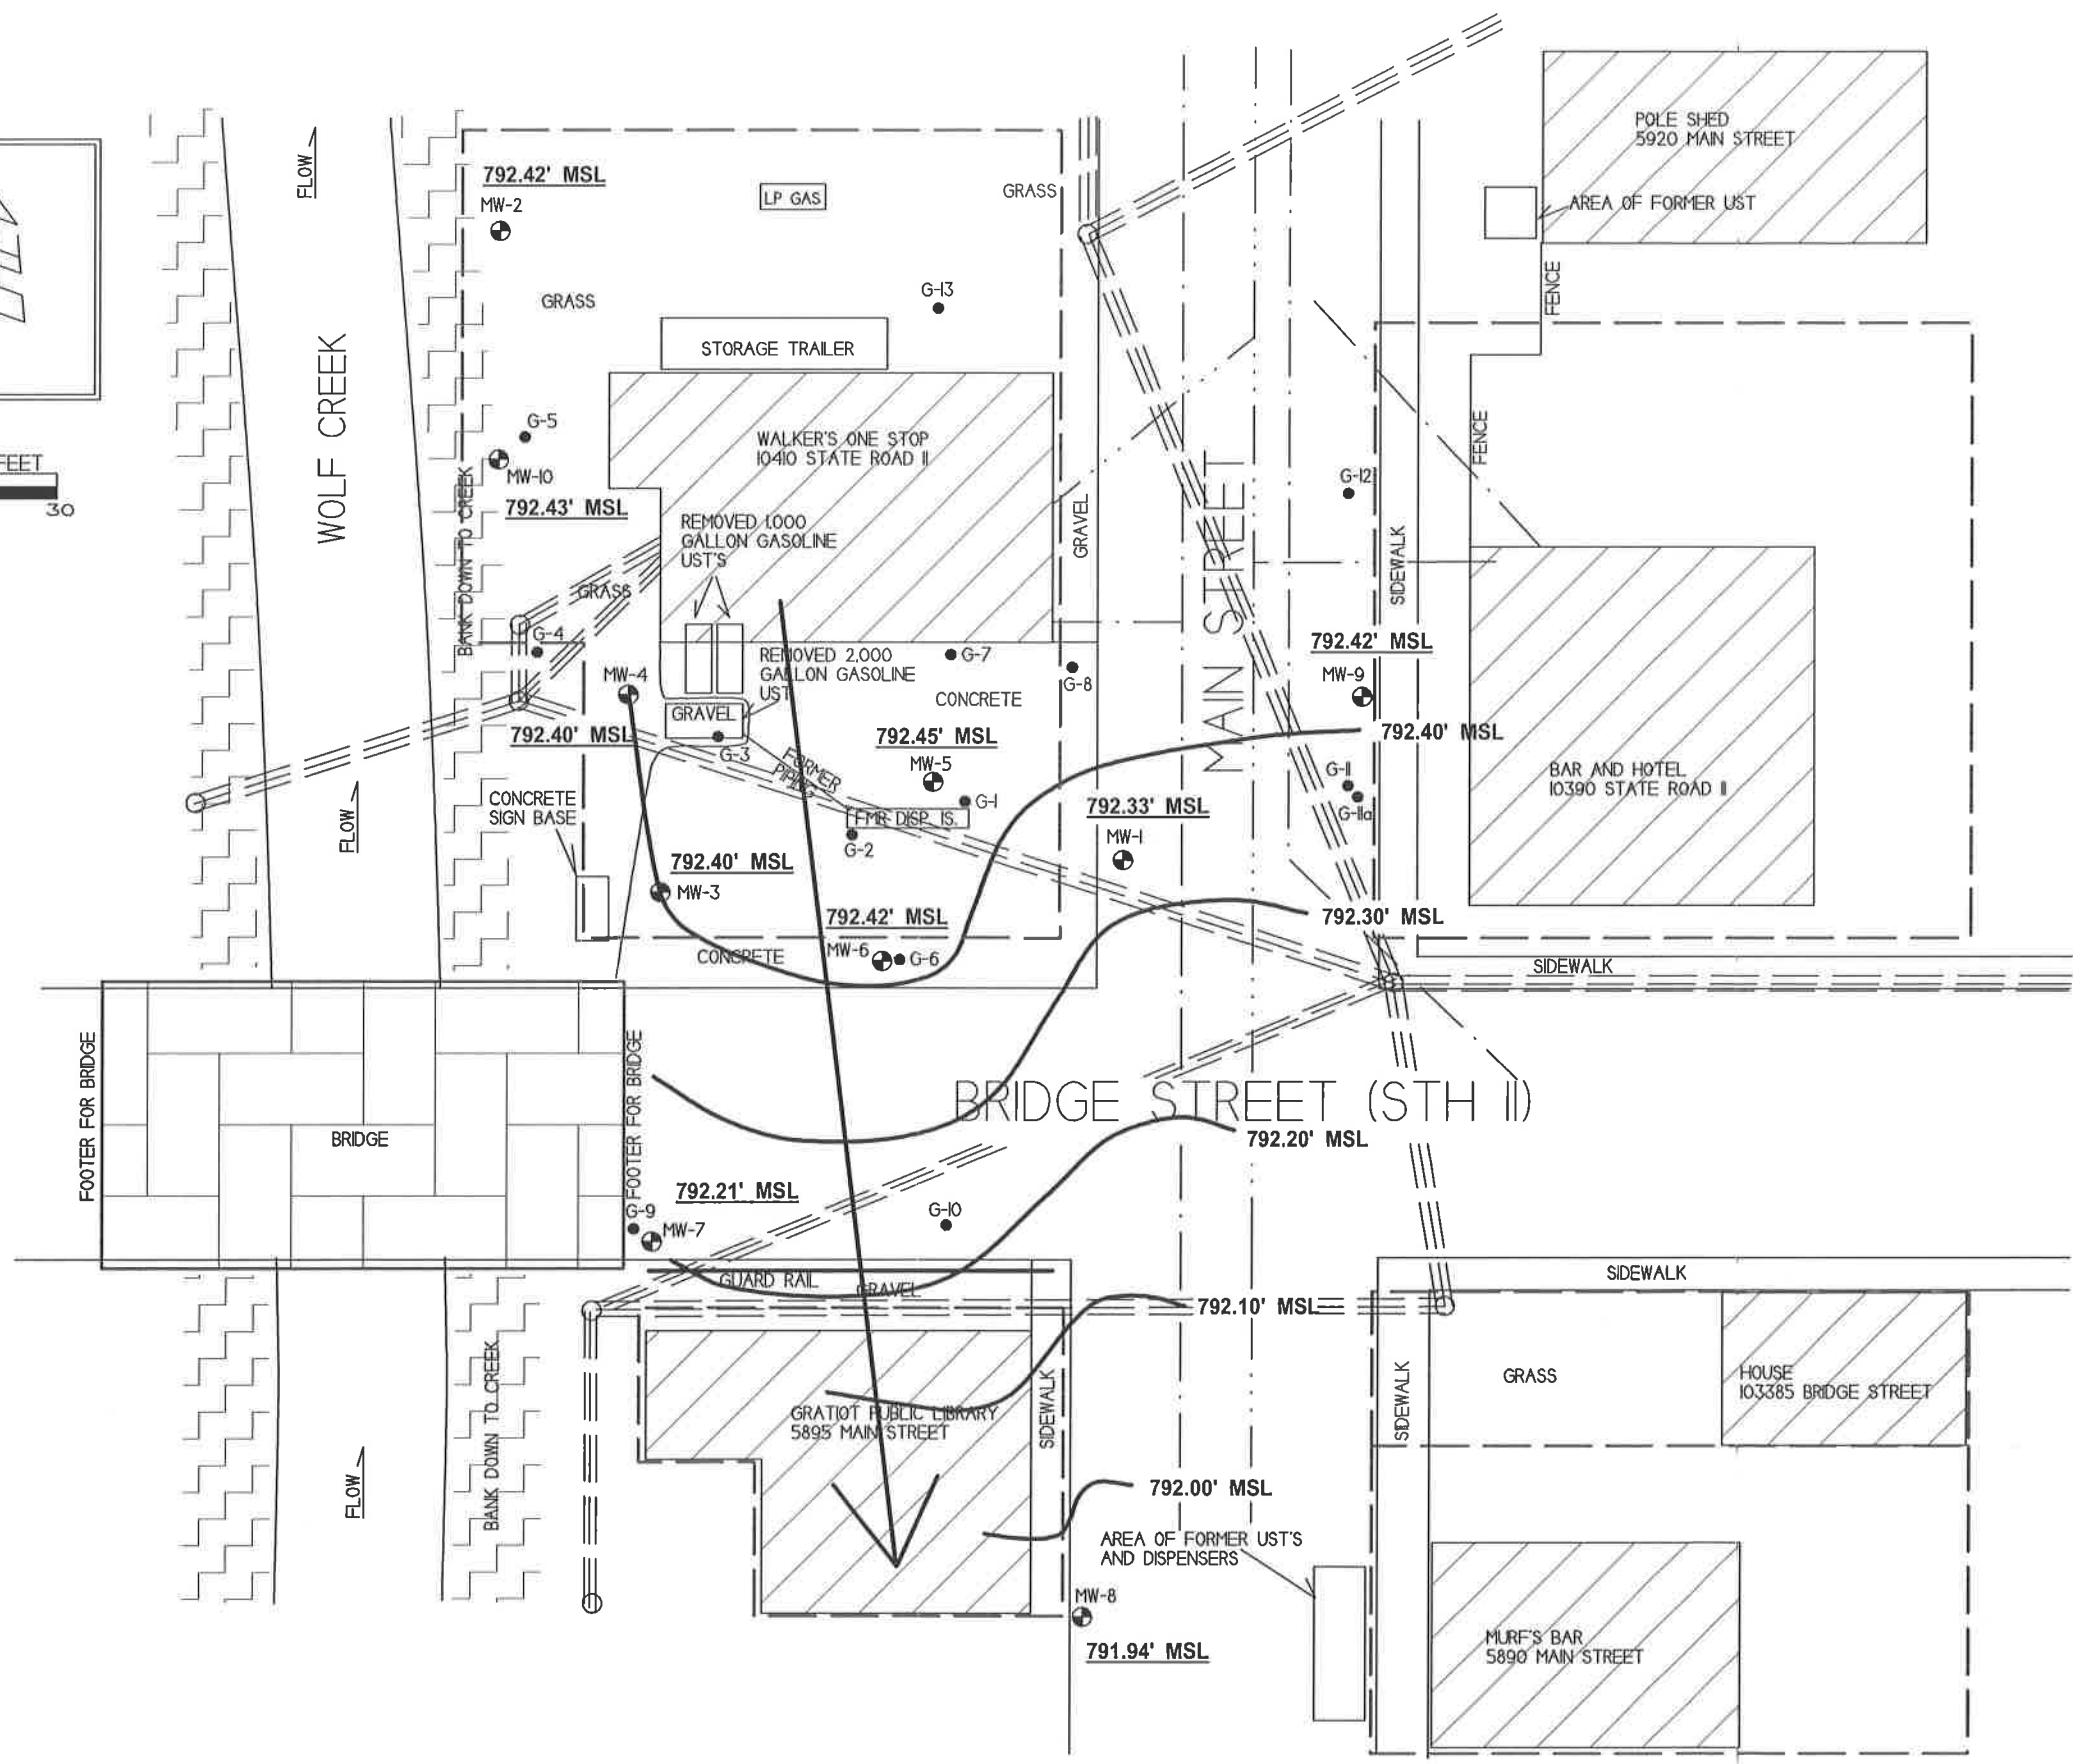 POLE SHED
5920 MAIN STREET
FLOW
792.42' MSL
MW-2
LP GAS
GRASS
AREA OF FORMER UST
GRASS
G-13
FENCE
STORAGE TRAILER
WOLF CREEK
G-5
MW-10
792.43' MSL
WALKER'S ONE STOP
10410 STATE ROAD 11
FENCE
FEET
30
G-12
BANK DOWN TO CREEK
REMOVED 1,000
GALLON GASOLINE
UST'S
GRAVEL
MAIN STREET
SIDEWALK
GRASS
G-4
MW-4
REMOVED 2,000
GALLON GASOLINE
UST
G-7
G-8
CONCRETE
792.42' MSL
MW-9
GRAVEL
792.40' MSL
G-3
792.45' MSL
MW-5
792.40' MSL
FORMER
PIPING
G-1
FMR. DISP. IS.
G-2
CONCRETE
SIGN BASE
FLOW
792.33' MSL
MW-1
G-11
G-11a
BAR AND HOTEL
10390 STATE ROAD 11
792.40' MSL
MW-3
792.42' MSL
MW-6
G-6
CONCRETE
792.30' MSL
SIDEWALK
FOOTER FOR BRIDGE
BRIDGE
FOOTER FOR BRIDGE
BRIDGE STREET (STH 11)
792.20' MSL
792.21' MSL
G-9
MW-7
G-10
GUARD RAIL
GRAVEL
SIDEWALK
792.10' MSL
BANK DOWN TO CREEK
FLOW
GRATIOT PUBLIC LIBRARY
5895 MAIN STREET
SIDEWALK
SIDEWALK
GRASS
HOUSE
103385 BRIDGE STREET
792.00' MSL
AREA OF FORMER UST'S
AND DISPENSERS
MW-8
791.94' MSL
MURF'S BAR
5890 MAIN STREET